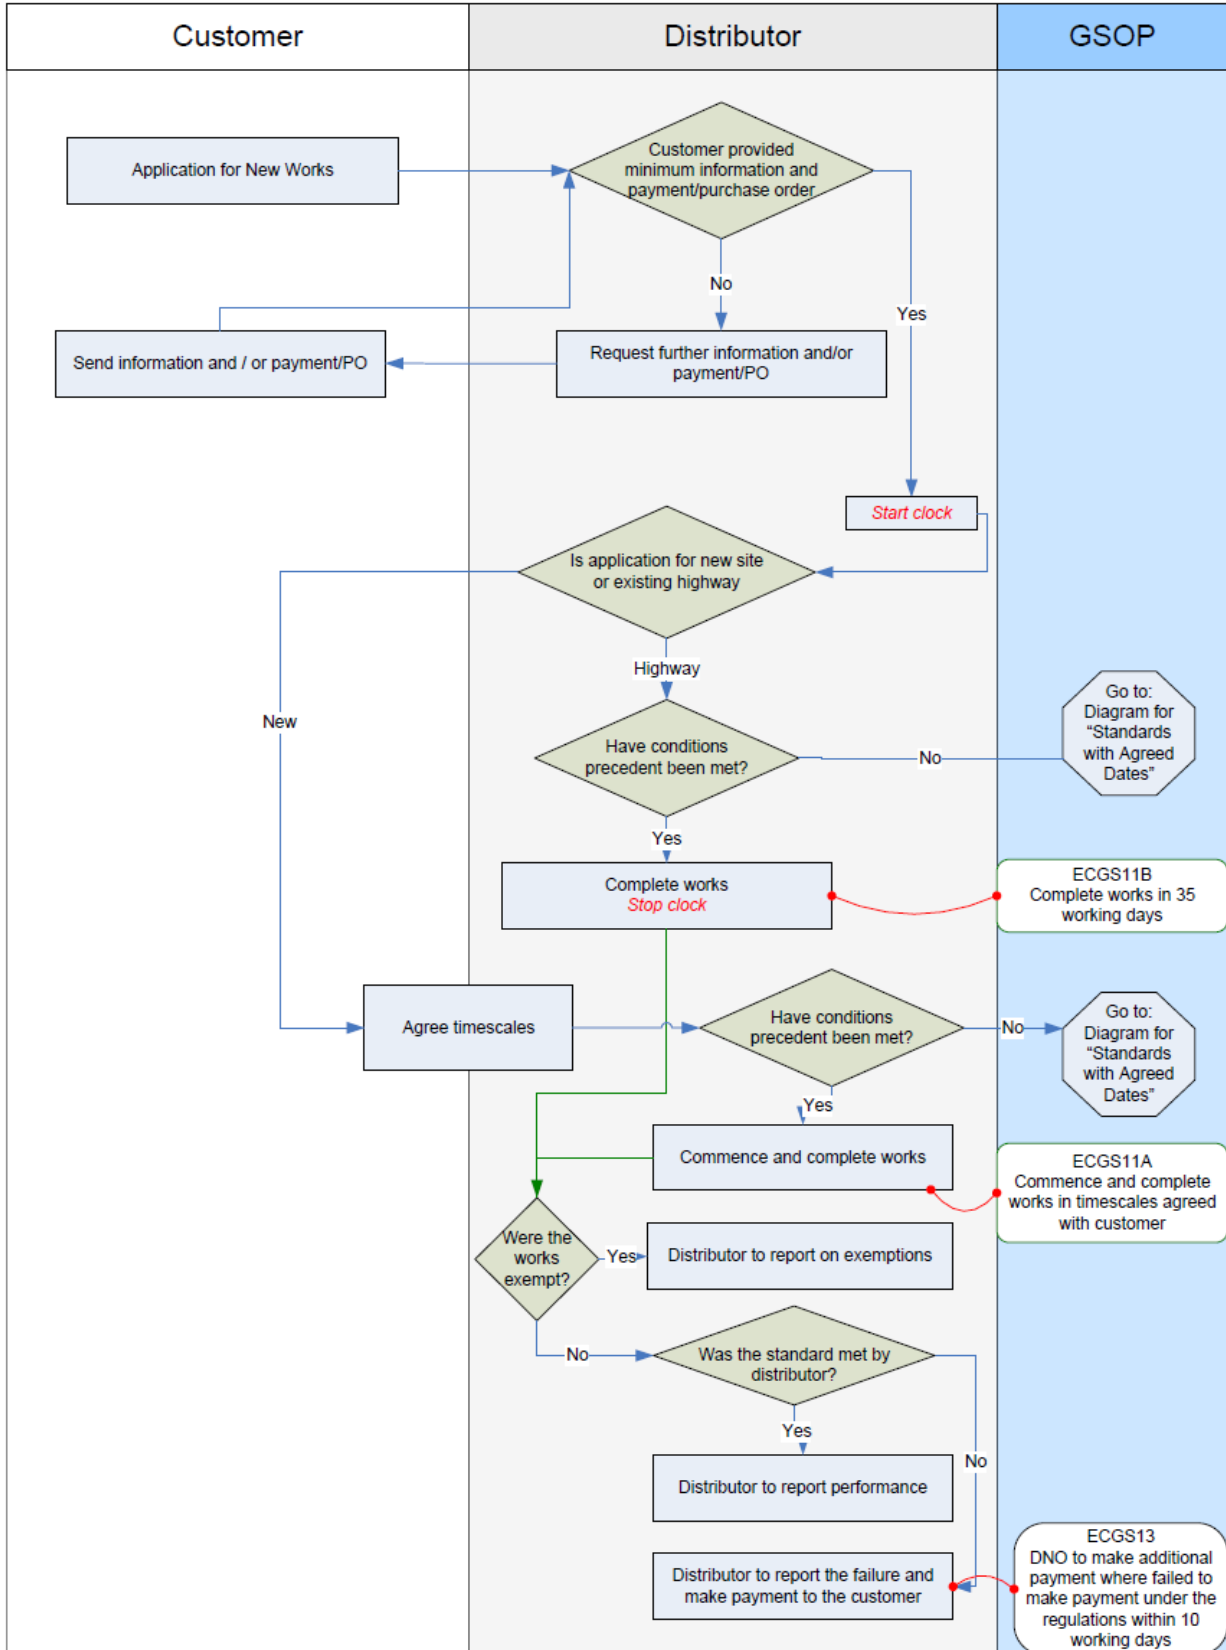 Customer
Distributor
GSOP
Application for New Works
Customer provided
minimum information and
payment/purchase order
No
Yes
Send information and / or payment/PO
Request further information and/or
payment/PO
Start clock
Is application for new site
or existing highway
Highway
New
Have conditions
precedent been met?
No
Go to:
Diagram for
“Standards
with Agreed
Dates”
Yes
Complete works
Stop clock
ECGS11B
Complete works in 35
working days
Agree timescales
Have conditions
precedent been met?
No
Go to:
Diagram for
“Standards
with Agreed
Dates”
Yes
Commence and complete works
ECGS11A
Commence and complete
works in timescales agreed
with customer
Were the
works
exempt?
Yes
Distributor to report on exemptions
No
Was the standard met by
distributor?
Yes
No
Distributor to report performance
Distributor to report the failure and
make payment to the customer
ECGS13
DNO to make additional
payment where failed to
make payment under the
regulations within 10
working days